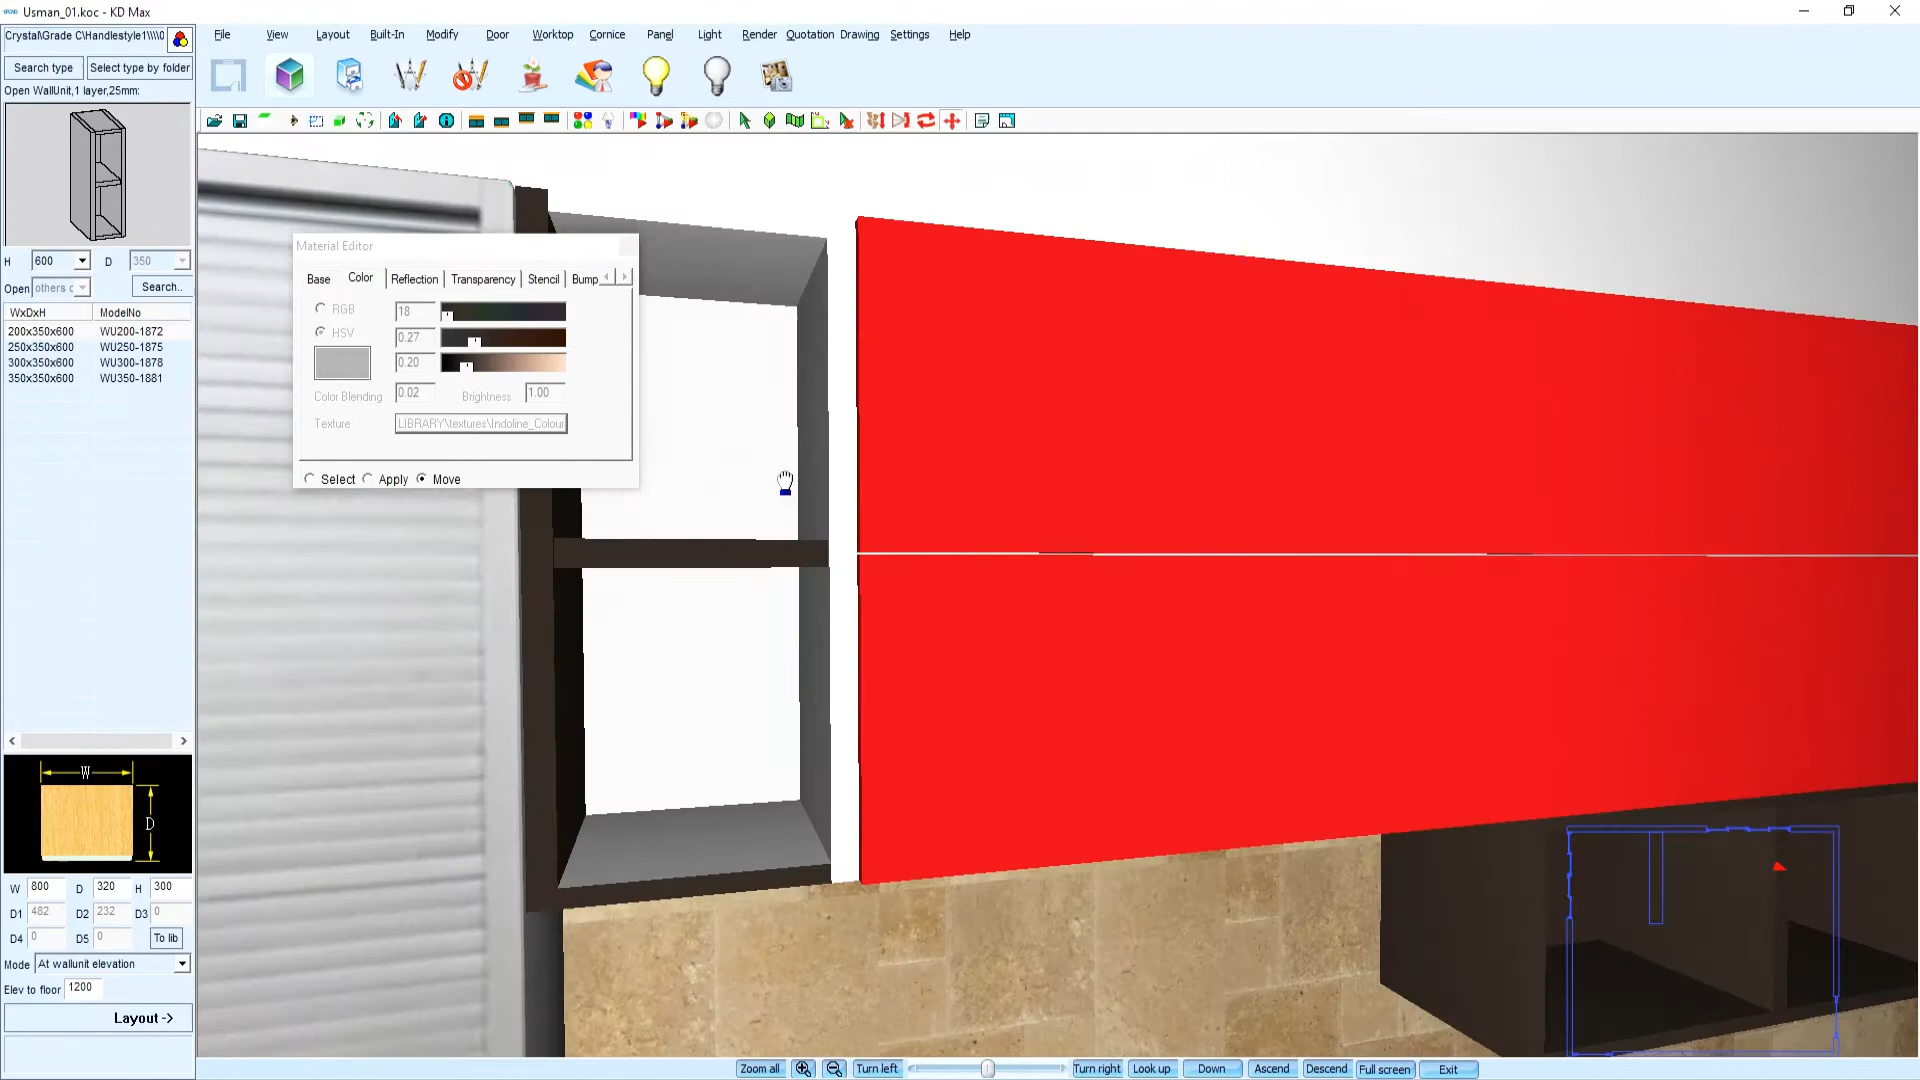 Usman_01.koc - KD Max
Crystal\Grade C\Handlestyle1\\\\0
File View Layout Built-In Modify Door Worktop Cornice Panel Light Render Quotation Drawing Settings Help
Search type Select type by folder
Open WallUnit,1 layer,25mm:
H 600 D 350
Open others c Search..
WxDxH ModelNo
200x350x600 WU200-1872
250x350x600 WU250-1875
300x350x600 WU300-1878
350x350x600 WU350-1881
Material Editor
Base Color Reflection Transparency Stencil Bump
RGB 18
HSV 0.27
0.20
Color Blending 0.02 Brightness 1.00
Texture LIBRARY\textures\Indoline_Colour
Select Apply Move
W
D
W 800 D 320 H 300
D1 482 D2 232 D3 0
D4 0 D5 0 To lib
Mode At wallunit elevation
Elev to floor 1200
Layout ->
Zoom all Turn left Turn right Look up Down Ascend Descend Full screen Exit